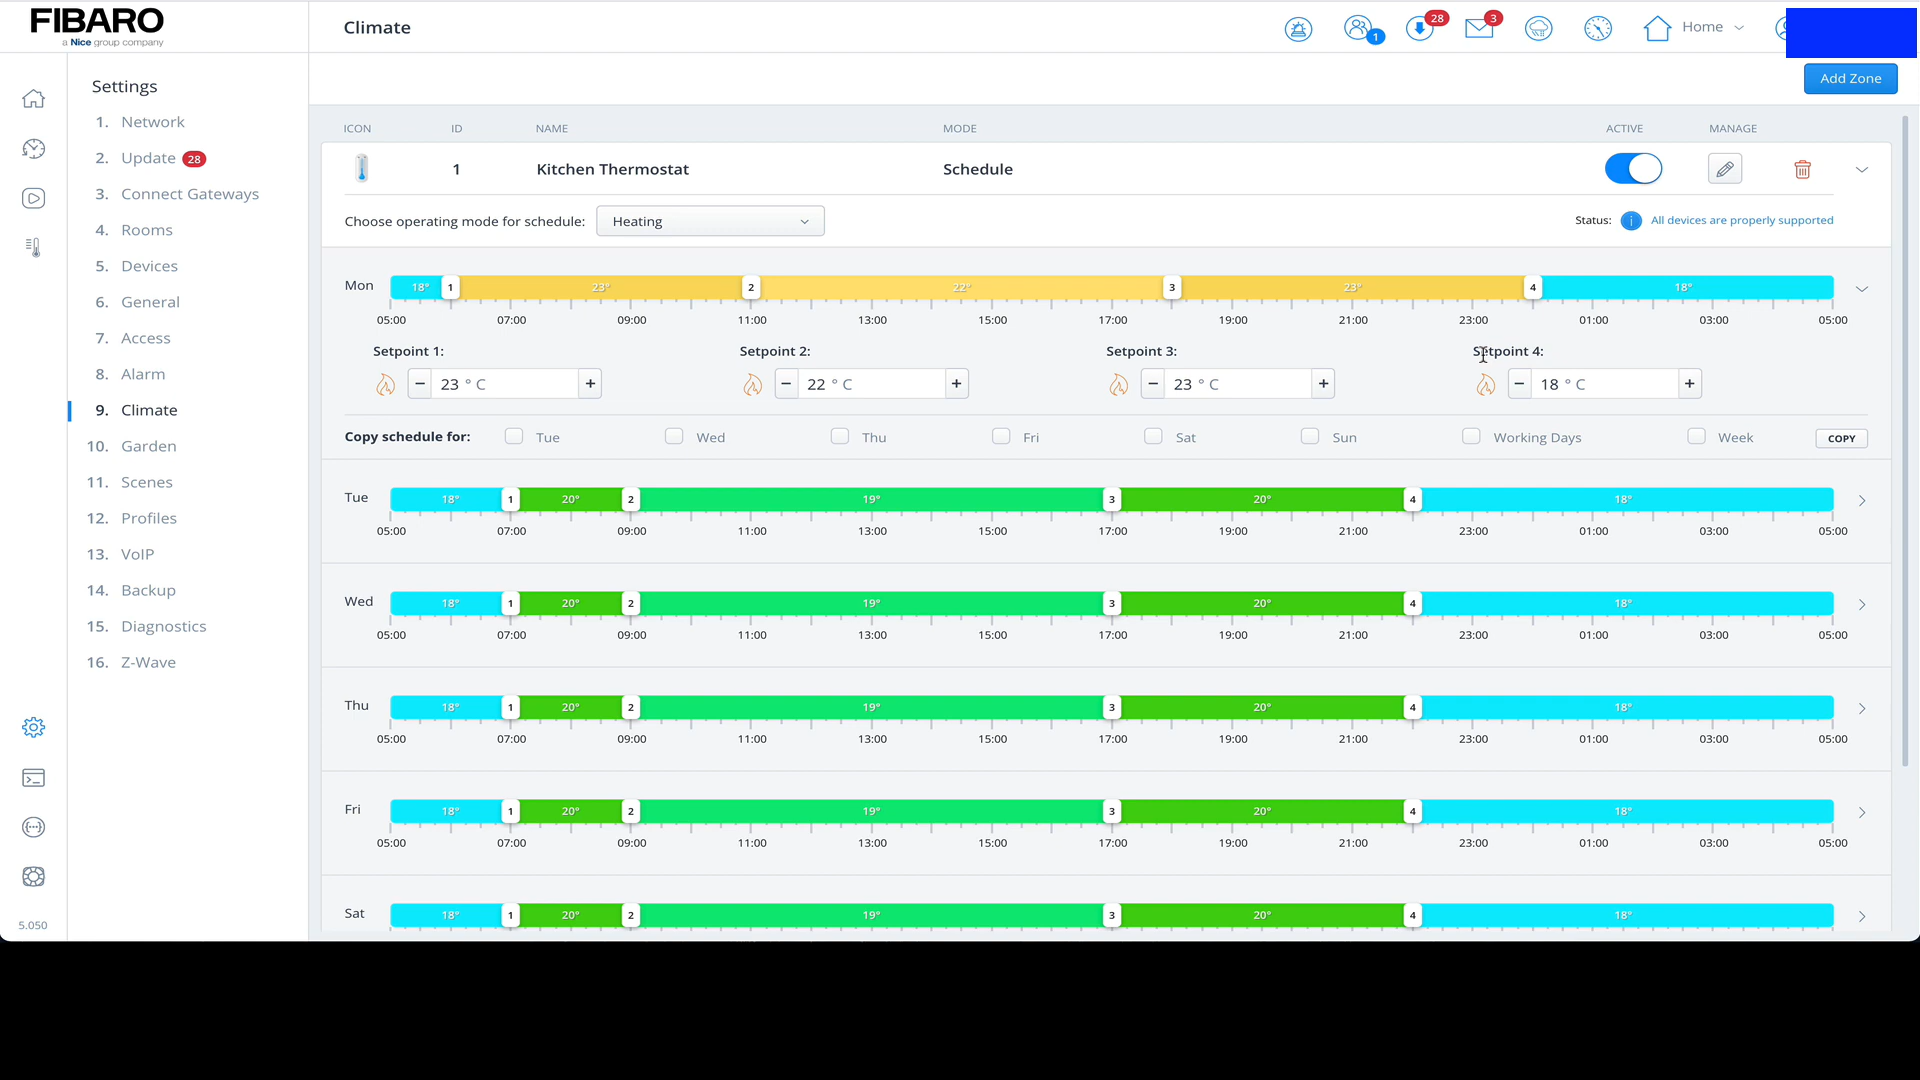 FIBARO
a Nice group company
Climate
1
28
3
Home
Add Zone
Settings
1. Network
2. Update 28
3. Connect Gateways
4. Rooms
5. Devices
6. General
7. Access
8. Alarm
9. Climate
10. Garden
11. Scenes
12. Profiles
13. VoIP
14. Backup
15. Diagnostics
16. Z-Wave
5.050
ICON ID NAME MODE ACTIVE MANAGE
1 Kitchen Thermostat Schedule
Choose operating mode for schedule: Heating Status: i All devices are properly supported
Mon 18° 1 23° 2 22° 3 23° 4 18°
05:00 07:00 09:00 11:00 13:00 15:00 17:00 19:00 21:00 23:00 01:00 03:00 05:00
Setpoint 1: Setpoint 2: Setpoint 3: Setpoint 4:
− 23 ° C + − 22 ° C + − 23 ° C + − 18 ° C +
Copy schedule for: Tue Wed Thu Fri Sat Sun Working Days Week COPY
Tue 18° 1 20° 2 19° 3 20° 4 18°
05:00 07:00 09:00 11:00 13:00 15:00 17:00 19:00 21:00 23:00 01:00 03:00 05:00
Wed 18° 1 20° 2 19° 3 20° 4 18°
05:00 07:00 09:00 11:00 13:00 15:00 17:00 19:00 21:00 23:00 01:00 03:00 05:00
Thu 18° 1 20° 2 19° 3 20° 4 18°
05:00 07:00 09:00 11:00 13:00 15:00 17:00 19:00 21:00 23:00 01:00 03:00 05:00
Fri 18° 1 20° 2 19° 3 20° 4 18°
05:00 07:00 09:00 11:00 13:00 15:00 17:00 19:00 21:00 23:00 01:00 03:00 05:00
Sat 18° 1 20° 2 19° 3 20° 4 18°